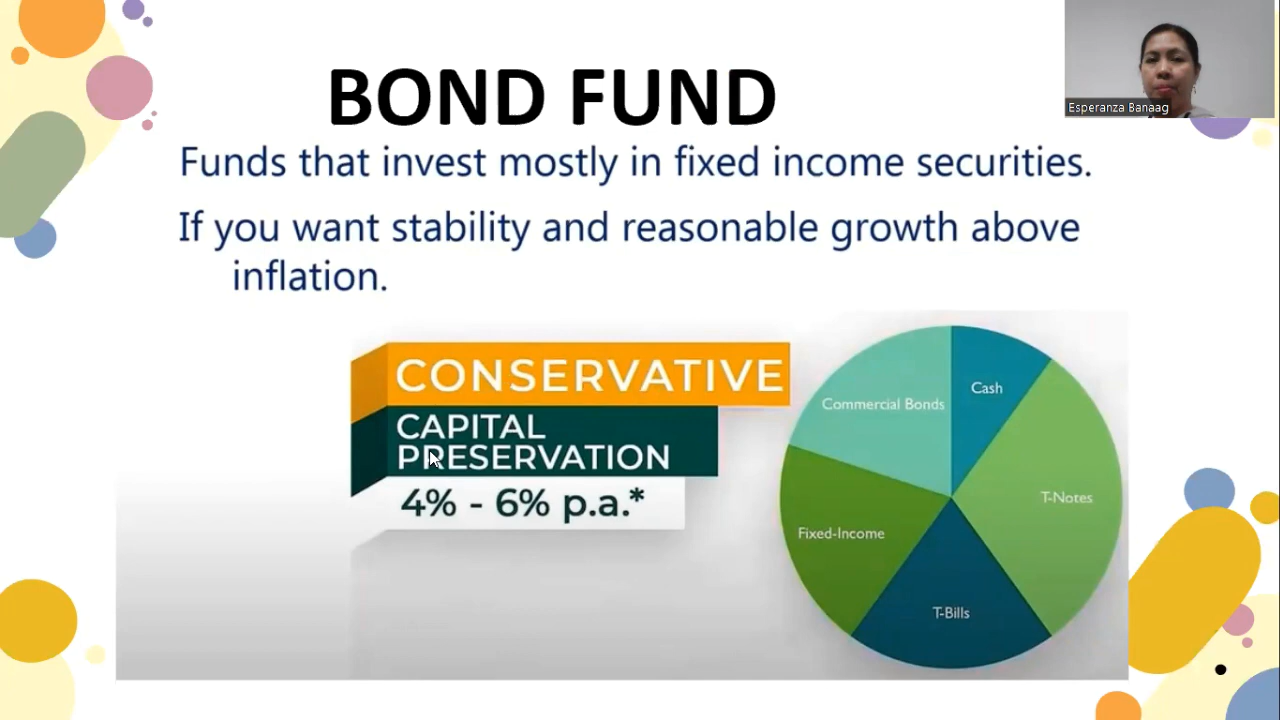 BOND FUND
Esperanza Banaag
Funds that invest mostly in fixed income securities.
If you want stability and reasonable growth above
inflation.
CONSERVATIVE
CAPITAL
PRESERVATION
4% - 6% p.a.*
Commercial Bonds
Cash
T-Notes
Fixed-Income
T-Bills